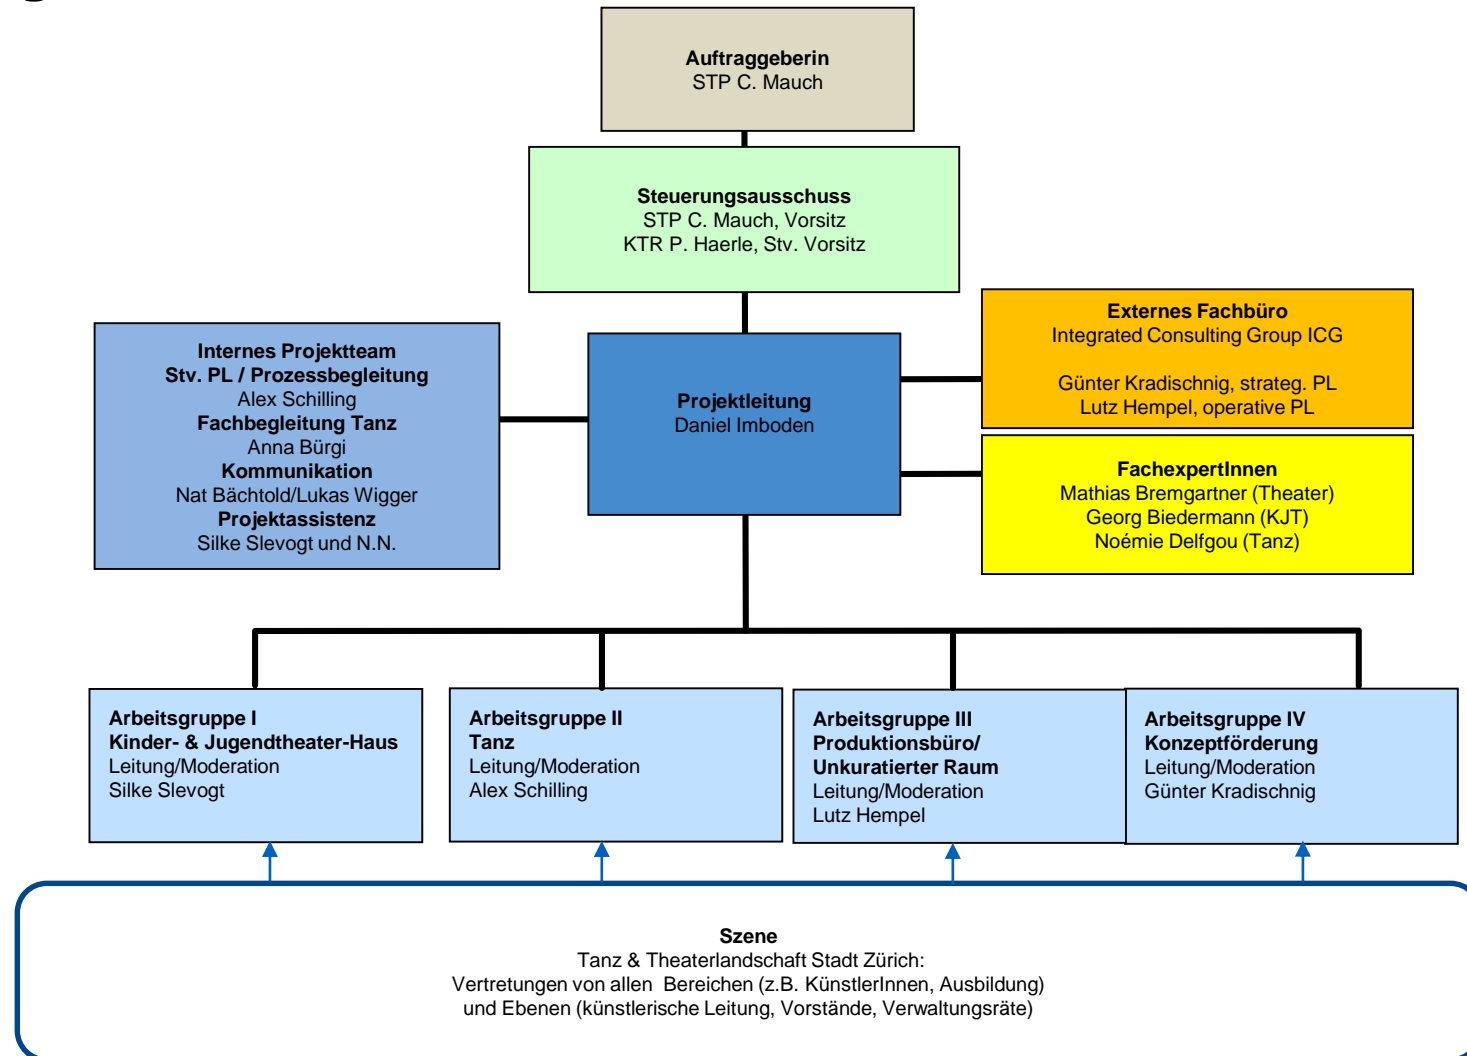 Auftraggeberin
STP C. Mauch
Steuerungsausschuss
STP C. Mauch, Vorsitz
KTR P. Haerle, Stv. Vorsitz
Externes Fachbüro
Integrated Consulting Group ICG
Günter Kradischnig, strateg. PL
Lutz Hempel, operative PL
Internes Projektteam
Stv. PL / Prozessbegleitung
Alex Schilling
Fachbegleitung Tanz
Anna Bürgi
Kommunikation
Nat Bächtold/Lukas Wigger
Projektassistenz
Silke Slevogt und N.N.
Projektleitung
Daniel Imboden
FachexpertInnen
Mathias Bremgartner (Theater)
Georg Biedermann (KJT)
Noémie Delfgou (Tanz)
Arbeitsgruppe I
Kinder- & Jugendtheater-Haus
Leitung/Moderation
Silke Slevogt
Arbeitsgruppe II
Tanz
Leitung/Moderation
Alex Schilling
Arbeitsgruppe III
Produktionsbüro/
Unkuratierter Raum
Leitung/Moderation
Lutz Hempel
Arbeitsgruppe IV
Konzeptförderung
Leitung/Moderation
Günter Kradischnig
Szene
Tanz & Theaterlandschaft Stadt Zürich:
Vertretungen von allen Bereichen (z.B. KünstlerInnen, Ausbildung)
und Ebenen (künstlerische Leitung, Vorstände, Verwaltungsräte)